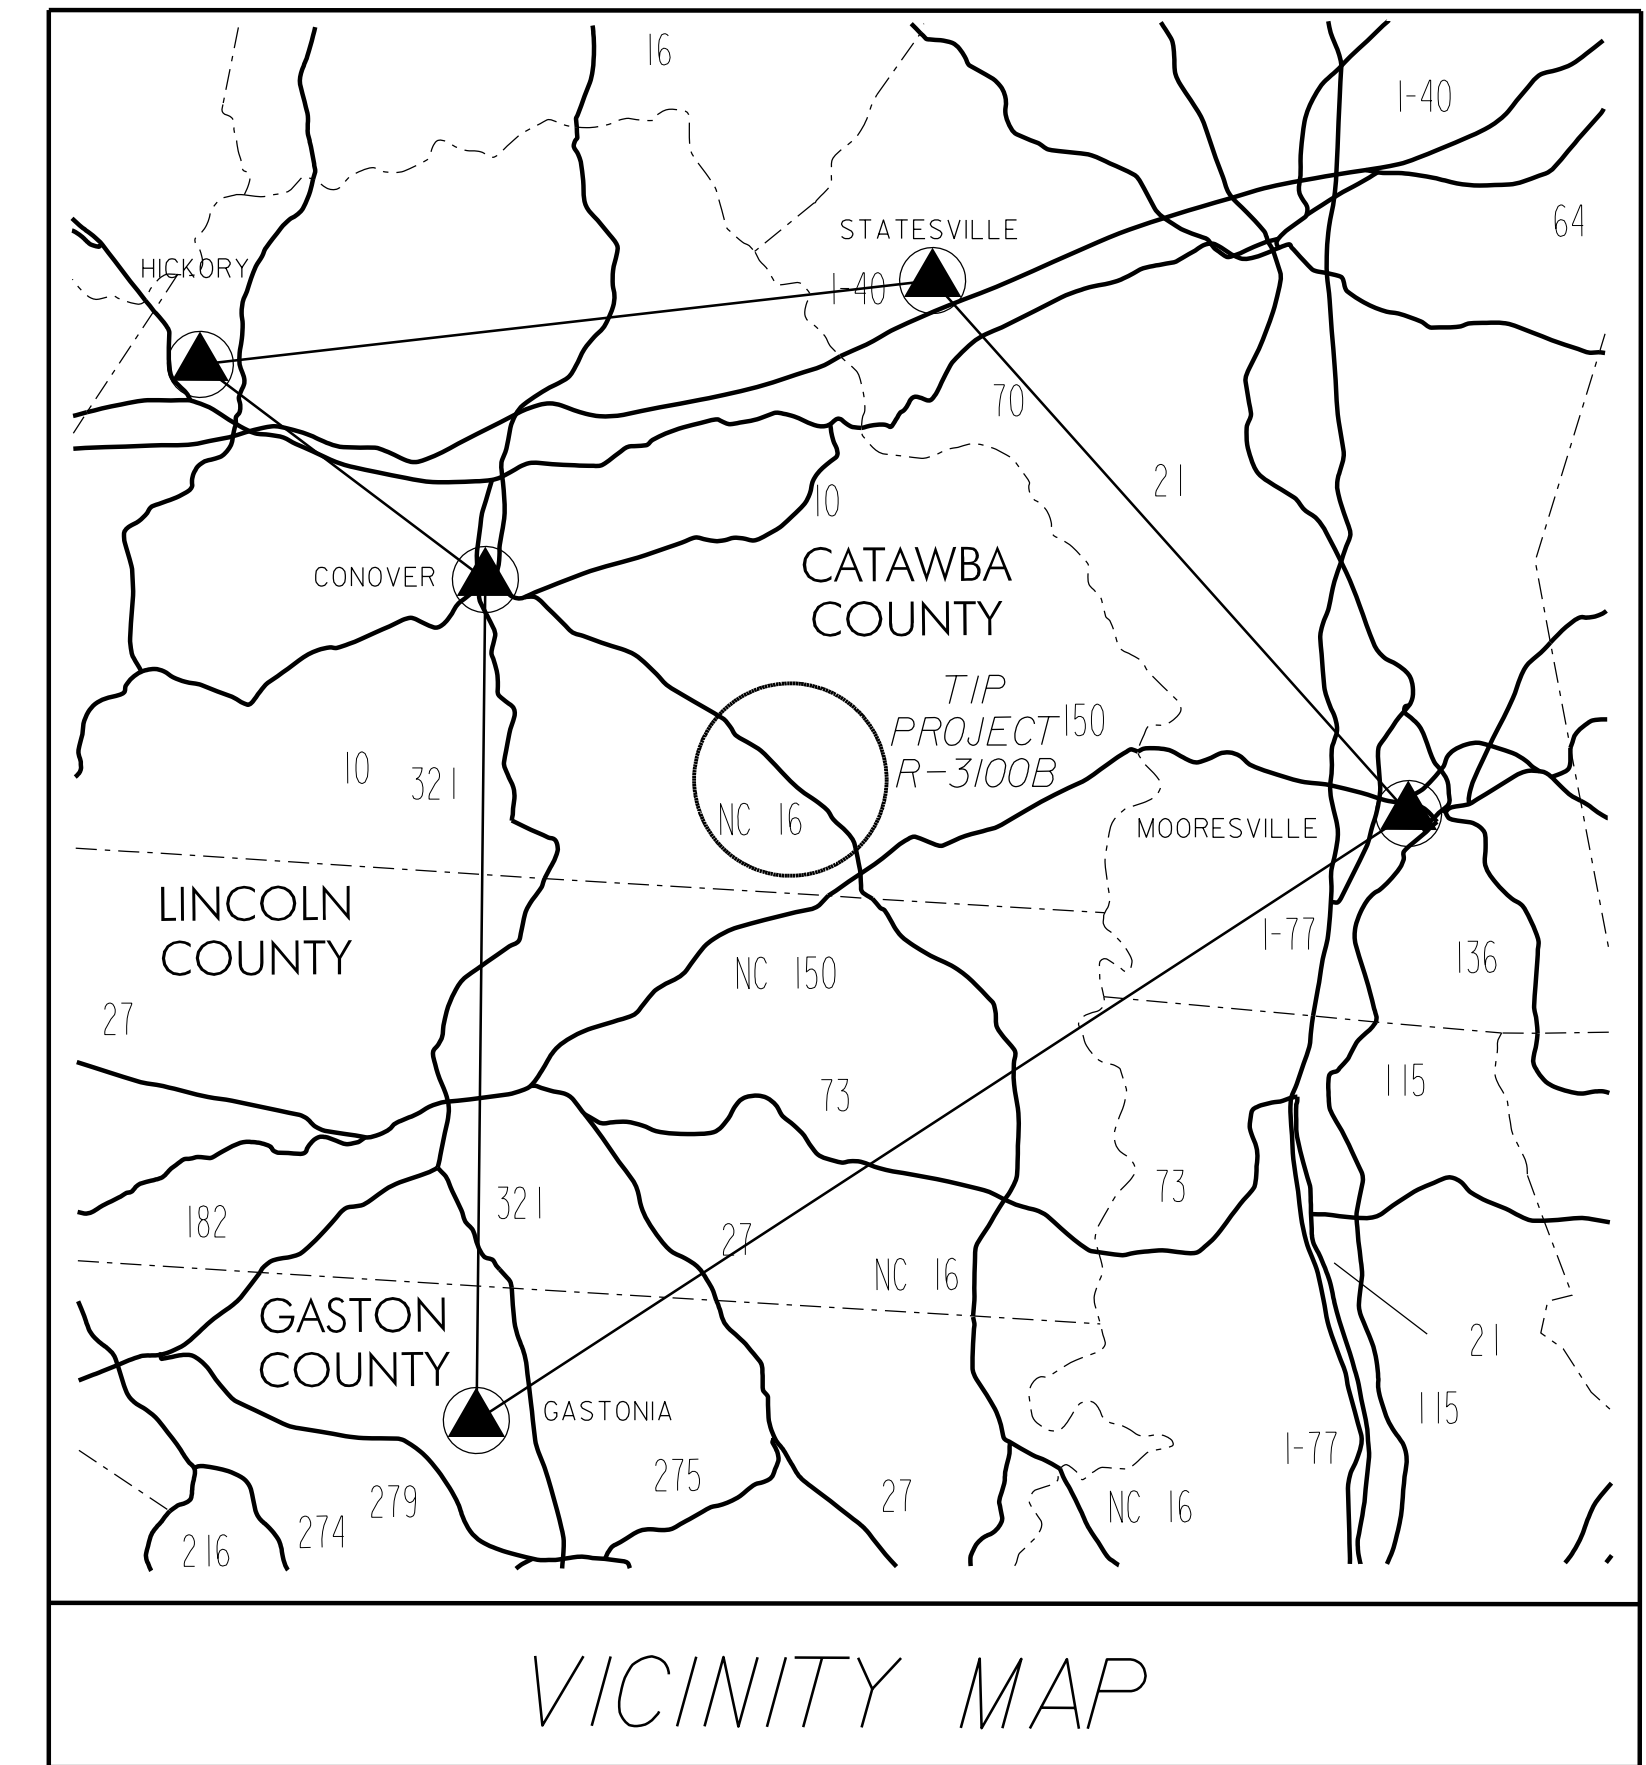 16
I-40
64
STATESVILLE
HICKORY
I-40
70
21
10
CATAWBA
COUNTY
CONOVER
TIP
PROJECT
R-3100B
150
10
321
NC 16
MOORESVILLE
LINCOLN
COUNTY
I-77
136
NC 150
27
115
73
73
321
182
27
NC 16
GASTON
COUNTY
21
GASTONIA
115
I-77
275
27
279
NC 16
274
216
VICINITY MAP